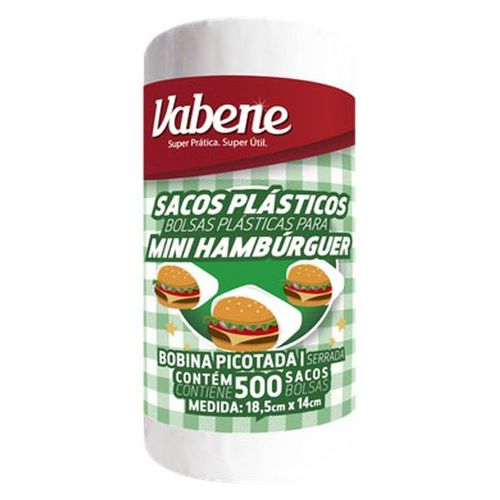 Vabene
Super Prática. Super Útil.
SACOS PLÁSTICOS
BOLSAS PLÁSTICAS PARA
MINI HAMBÚRGUER
BOBINA PICOTADA | SERRADA
CONTÉM 500 SACOS
CONTIENE BOLSAS
MEDIDA: 18,5cm x 14cm